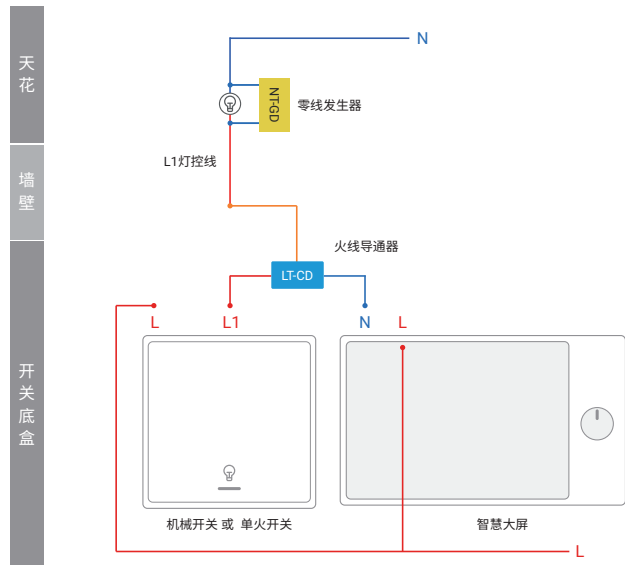 天花
N
NT-GD
零线发生器
墙壁
L1灯控线
火线导通器
LT-CD
开关底盒
L
L1
N
L
机械开关 或 单火开关
智慧大屏
L